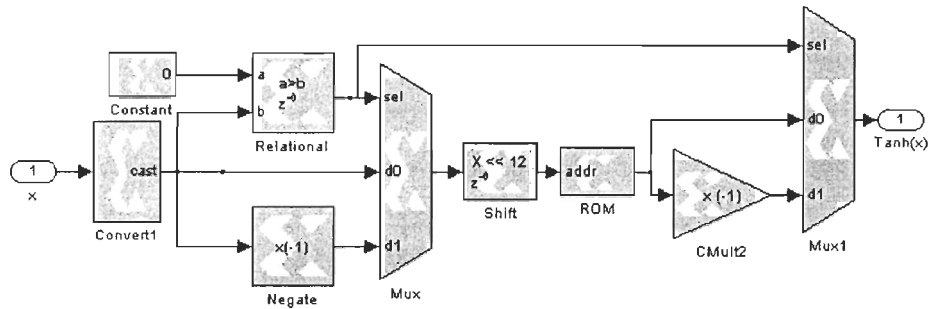 0
Constant
a
b
a>b
z⁻⁰
Relational
1
x
cast
Convert1
x(-1)
Negate
sel
d0
d1
Mux
X << 12
z⁻⁰
Shift
addr
ROM
x (-1)
CMult2
sel
d0
d1
Mux1
1
Tanh(x)